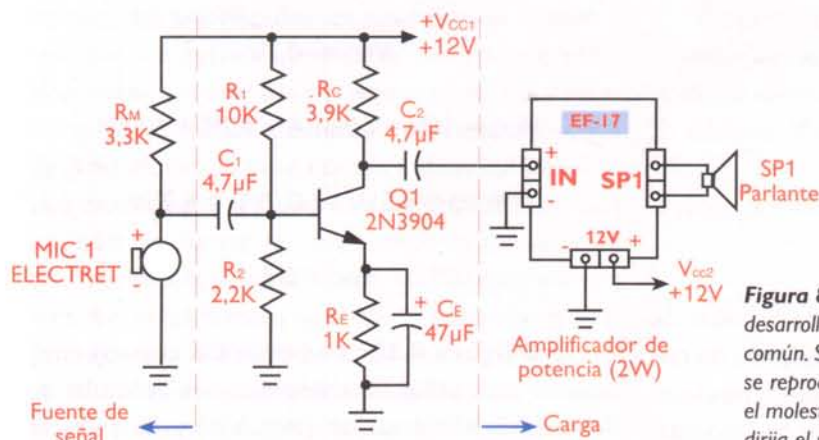 +VCC1
+12V
RM
3,3K
R1
10K
RC
3,9K
C1
4,7µF
C2
4,7µF
Q1
2N3904
+
MIC 1
ELECTRET
-
R2
2,2K
RE
1K
+
CE
47µF
Fuente de
señal
Carga
EF-17
+
IN
-
SP1
SP1
Parlante
- 12V +
VCC2
+12V
Amplificador de
potencia (2W)
Figura 8
desarroll
común. S
se reprod
el molest
dirija el